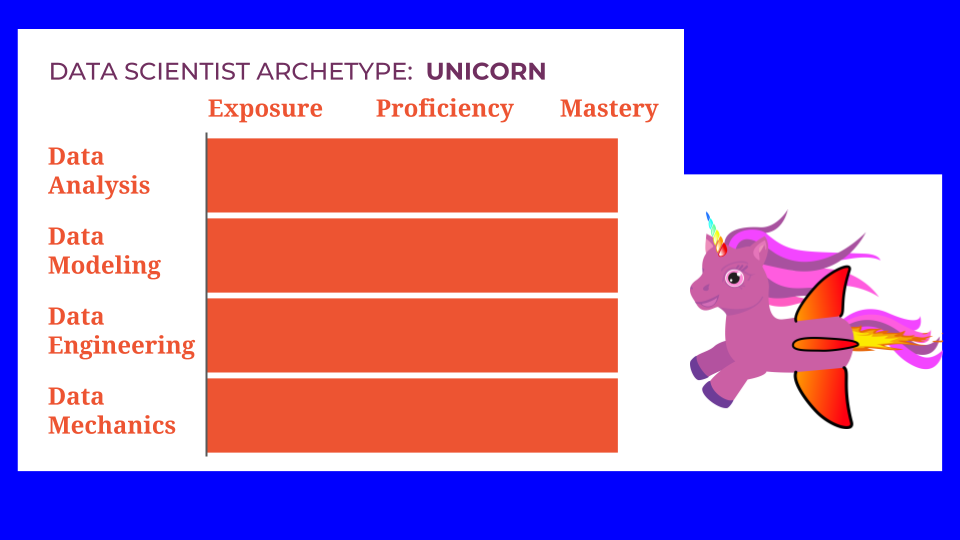 DATA SCIENTIST ARCHETYPE: UNICORN
Exposure Proficiency Mastery
Data
Analysis
Data
Modeling
Data
Engineering
Data
Mechanics